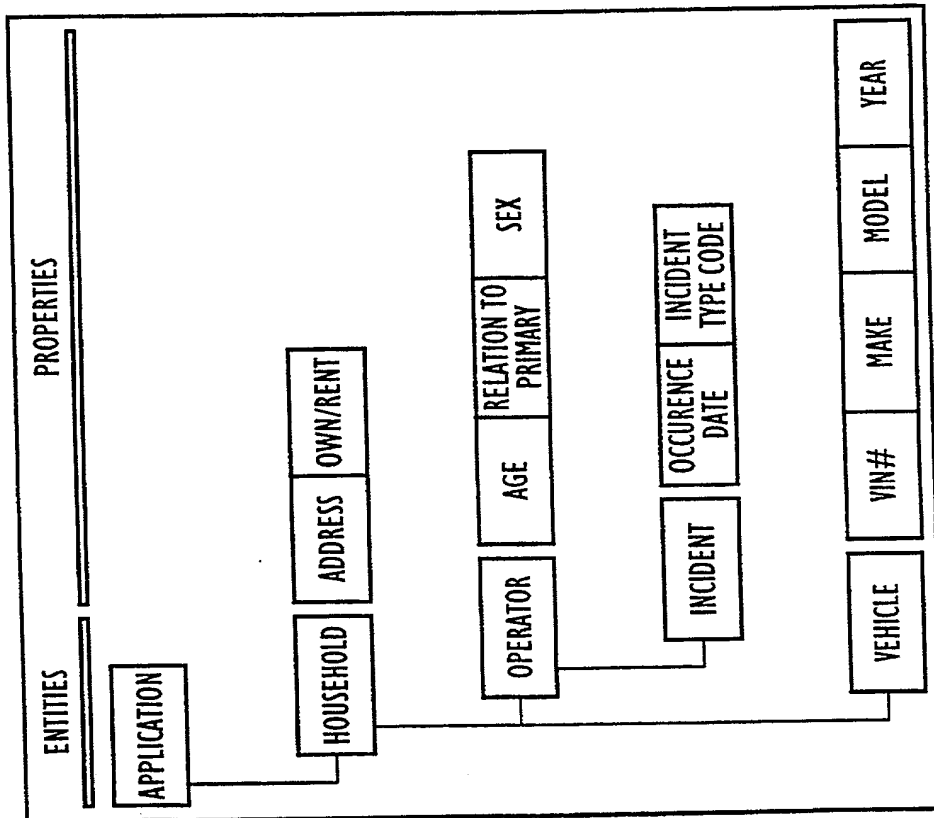 ENTITIES
PROPERTIES
APPLICATION
HOUSEHOLD
ADDRESS
OWN/RENT
OPERATOR
AGE
RELATION TO
PRIMARY
SEX
INCIDENT
OCCURENCE
DATE
INCIDENT
TYPE CODE
VEHICLE
VIN#
MAKE
MODEL
YEAR